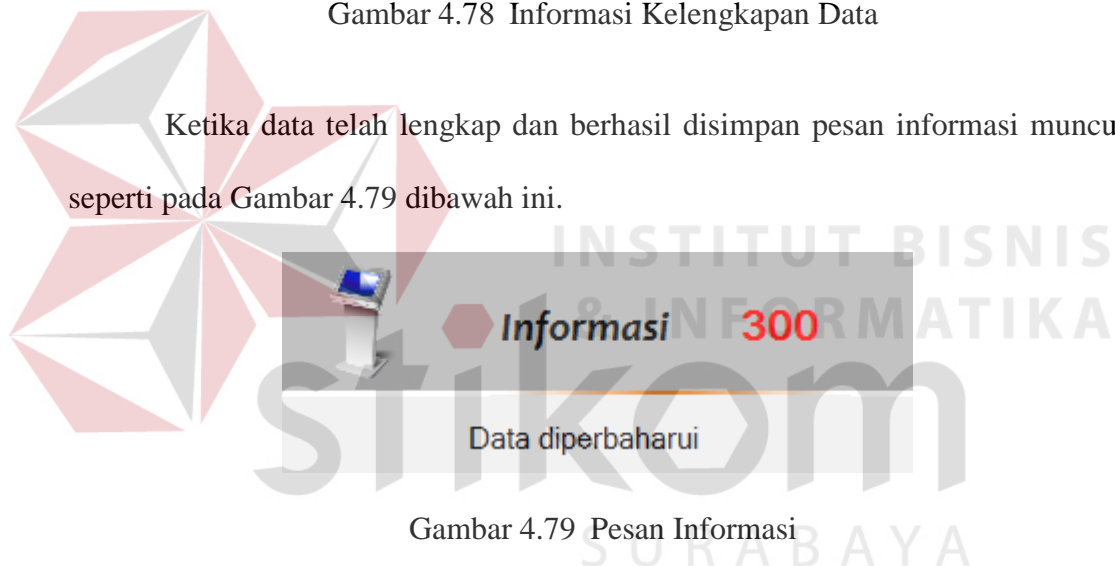 Gambar 4.78 Informasi Kelengkapan Data
Ketika data telah lengkap dan berhasil disimpan pesan informasi muncu
seperti pada Gambar 4.79 dibawah ini.
INSTITUT BISNIS
& INFORMATIKA
stikom
SURABAYA
Informasi 300
Data diperbaharui
Gambar 4.79 Pesan Informasi